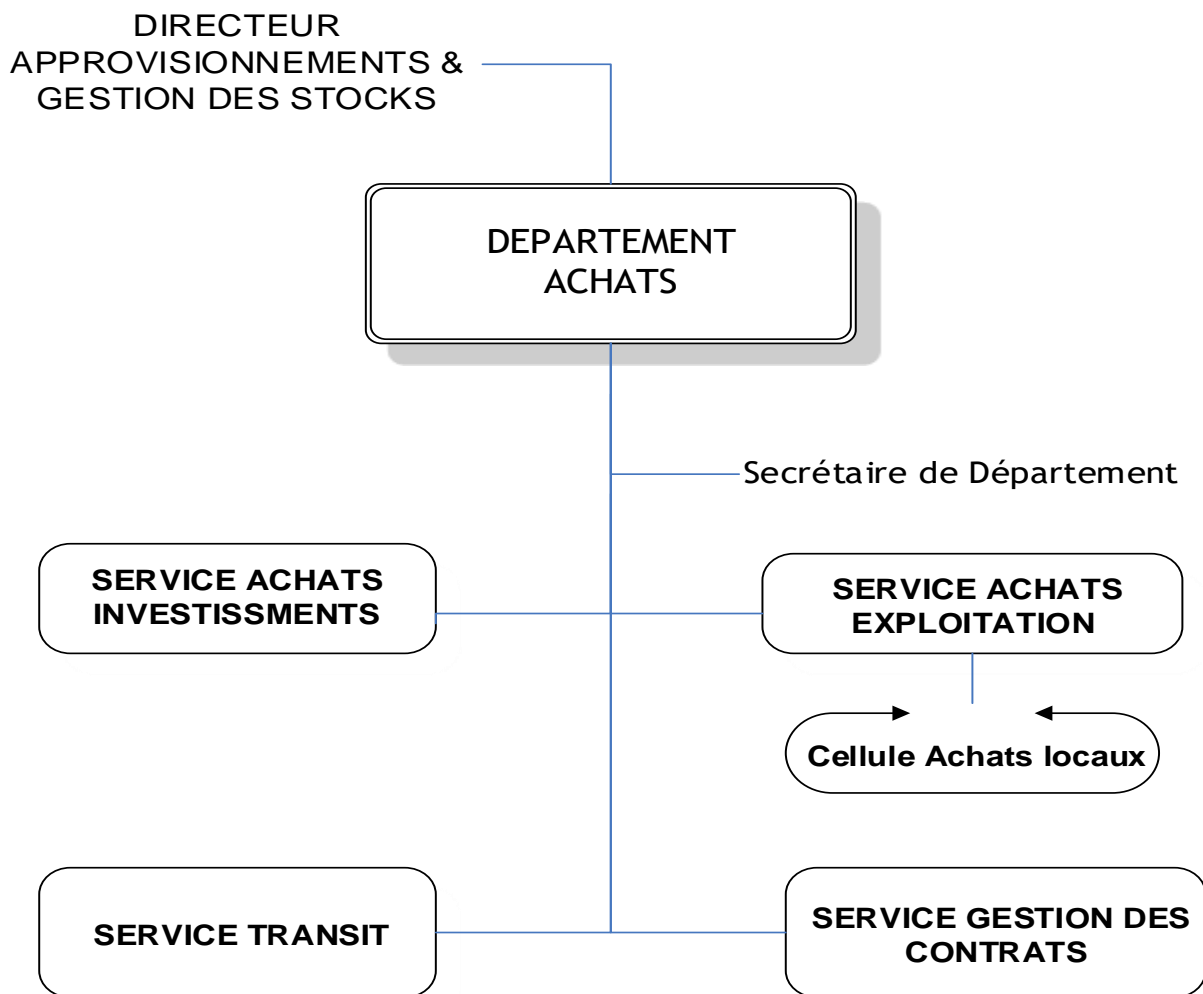 DIRECTEUR
APPROVISIONNEMENTS &
GESTION DES STOCKS
DEPARTEMENT
ACHATS
Secrétaire de Département
SERVICE ACHATS
INVESTISSMENTS
SERVICE ACHATS
EXPLOITATION
Cellule Achats locaux
SERVICE TRANSIT
SERVICE GESTION DES
CONTRATS